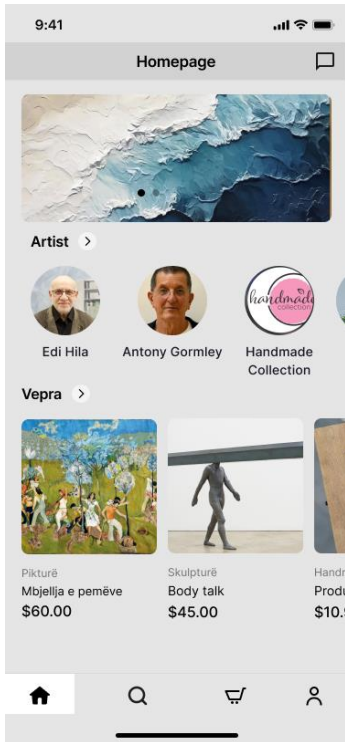 9:41
Homepage
Artist
handmade
collection
Edi Hila
Antony Gormley
Handmade
Collection
Vepra
Pikturë
Skulpturë
Mbjellja e pemëve
Body talk
$60.00
$45.00